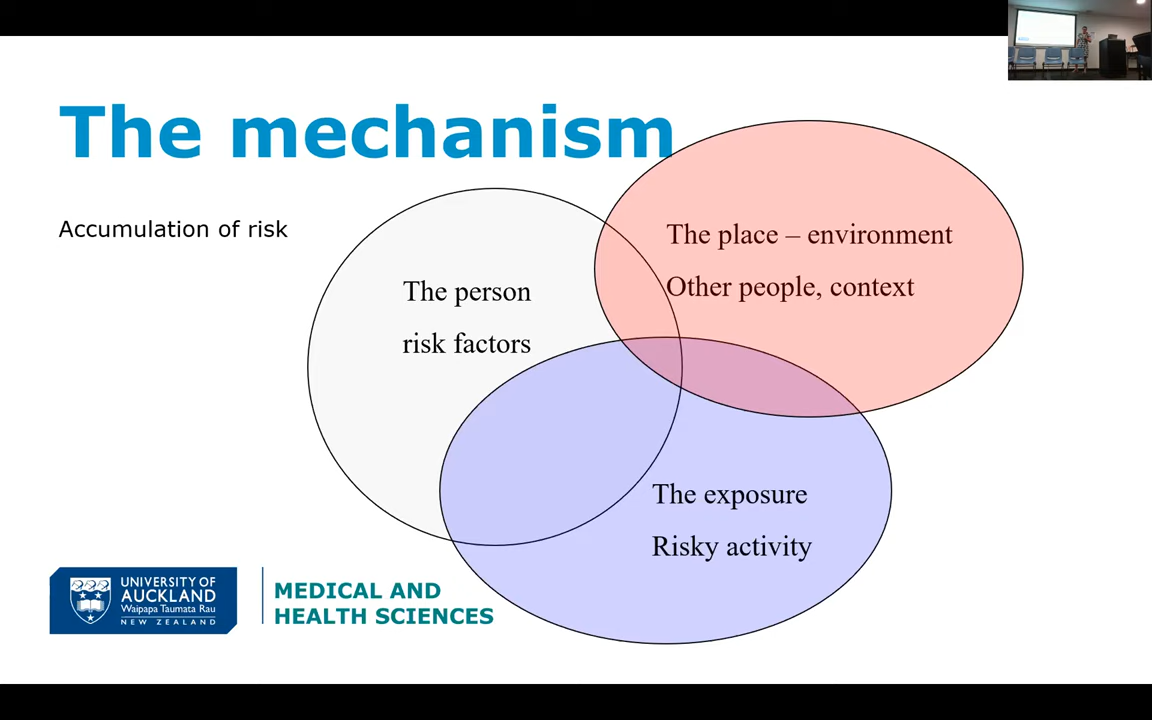 The mechanism
Accumulation of risk
The person
risk factors
The place – environment
Other people, context
The exposure
Risky activity
UNIVERSITY OF
AUCKLAND
Waipapa Taumata Rau
NEW ZEALAND
MEDICAL AND
HEALTH SCIENCES